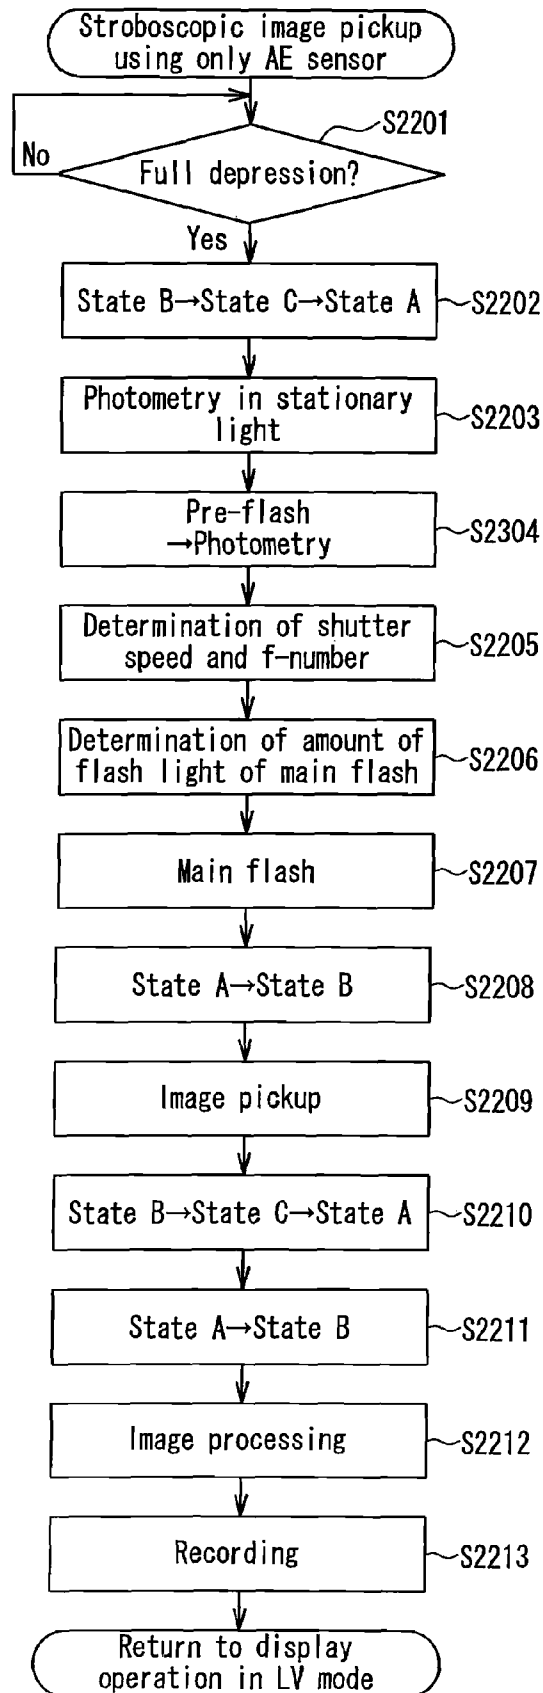 Stroboscopic image pickup
using only AE sensor
S2201
No
Full depression?
Yes
State B→State C→State A
S2202
Photometry in stationary
light
S2203
Pre-flash
→Photometry
S2304
Determination of shutter
speed and f-number
S2205
Determination of amount of
flash light of main flash
S2206
Main flash
S2207
State A→State B
S2208
Image pickup
S2209
State B→State C→State A
S2210
State A→State B
S2211
Image processing
S2212
Recording
S2213
Return to display
operation in LV mode